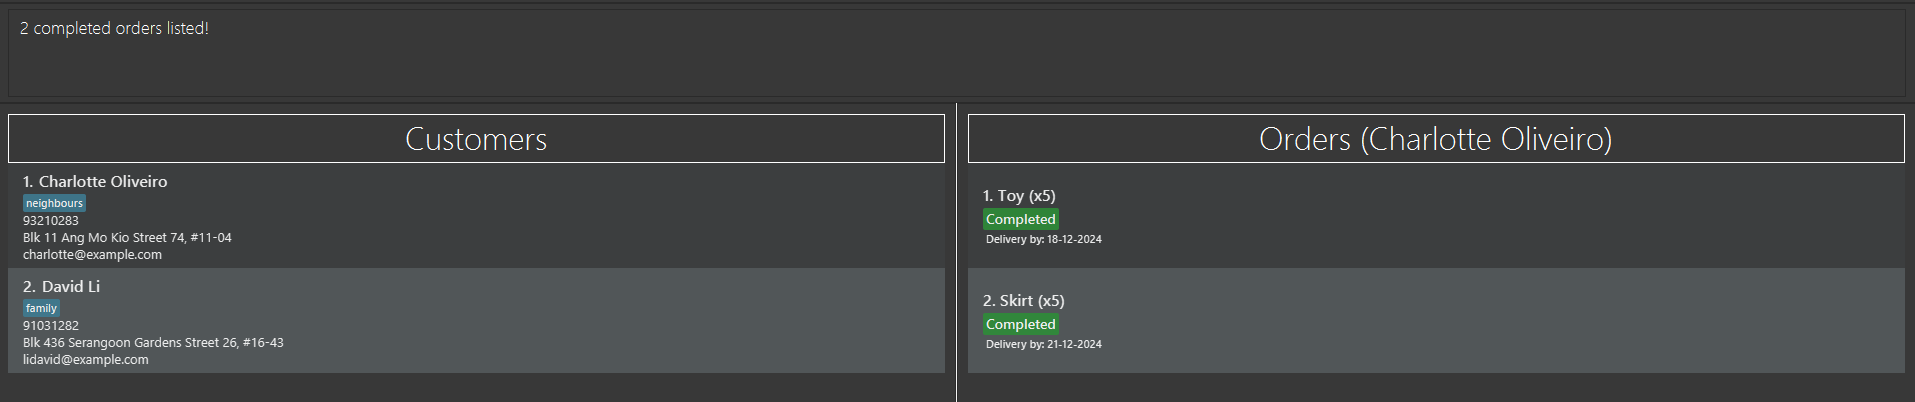 2 completed orders listed!
Customers
1. Charlotte Oliveiro
neighbours
93210283
Blk 11 Ang Mo Kio Street 74, #11-04
charlotte@example.com
2. David Li
family
91031282
Blk 436 Serangoon Gardens Street 26, #16-43
lidavid@example.com
Orders (Charlotte Oliveiro)
1. Toy (x5)
Completed
Delivery by: 18-12-2024
2. Skirt (x5)
Completed
Delivery by: 21-12-2024